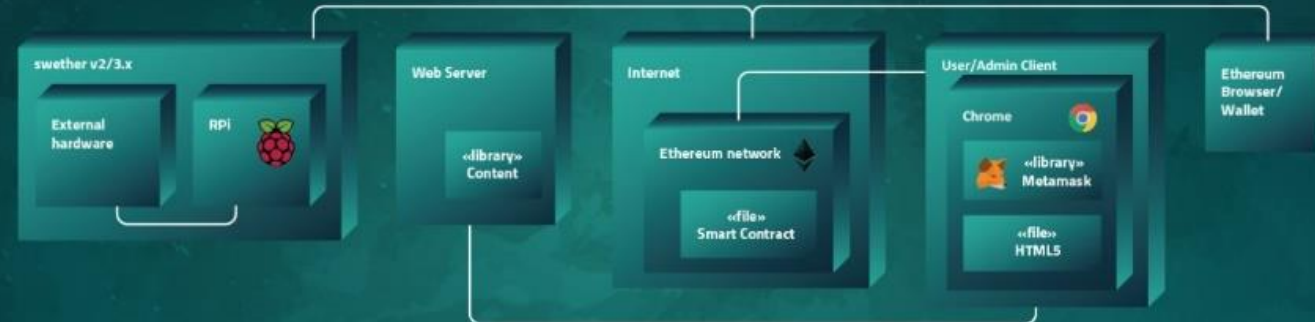 swether v2/3.x
External
hardware
RPi
Web Server
«library»
Content
Internet
Ethereum network
«file»
Smart Contract
User/Admin Client
Chrome
«library»
Metamask
«file»
HTML5
Ethereum
Browser/
Wallet